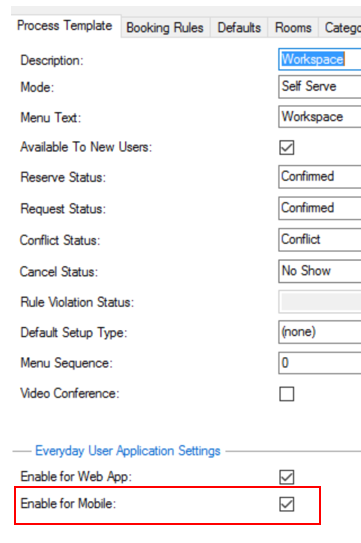 Process Template Booking Rules Defaults Rooms
Description: Workspace
Mode: Self Serve
Menu Text: Workspace
Available To New Users:
Reserve Status: Confirmed
Request Status: Confirmed
Conflict Status: Conflict
Cancel Status: No Show
Rule Violation Status:
Default Setup Type: (none)
Menu Sequence: 0
Video Conference:
Everyday User Application Settings
Enable for Web App:
Enable for Mobile: